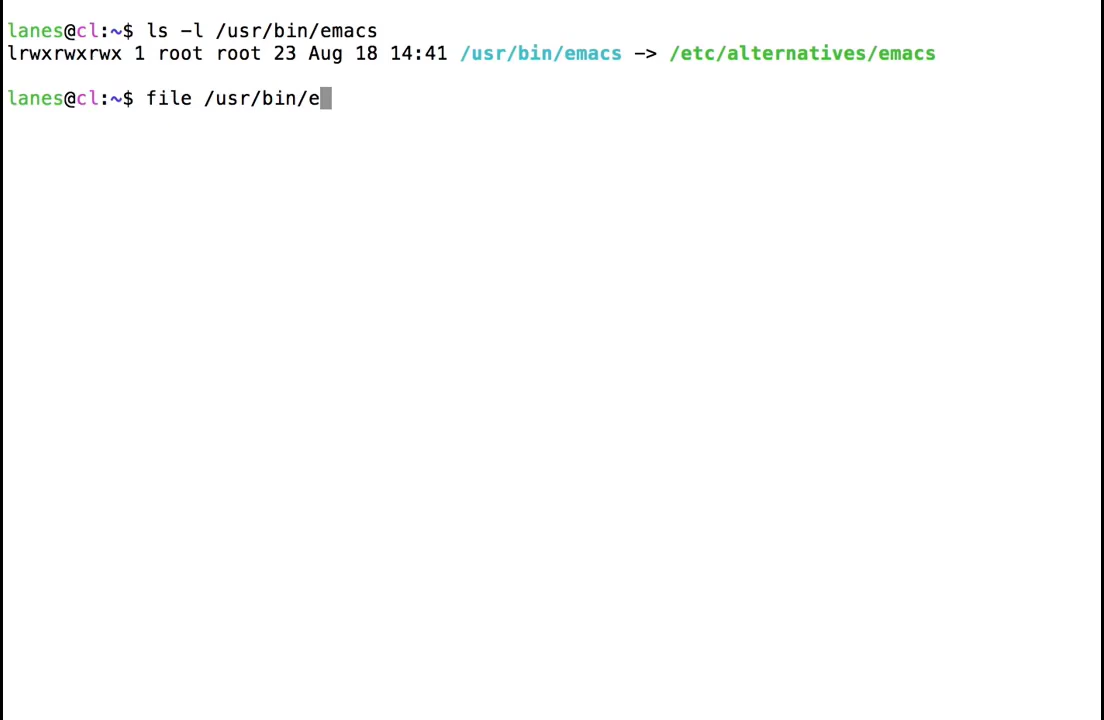 lanes@cl:~$ ls -l /usr/bin/emacs
lrwxrwxrwx 1 root root 23 Aug 18 14:41 /usr/bin/emacs -> /etc/alternatives/emacs
lanes@cl:~$ file /usr/bin/e